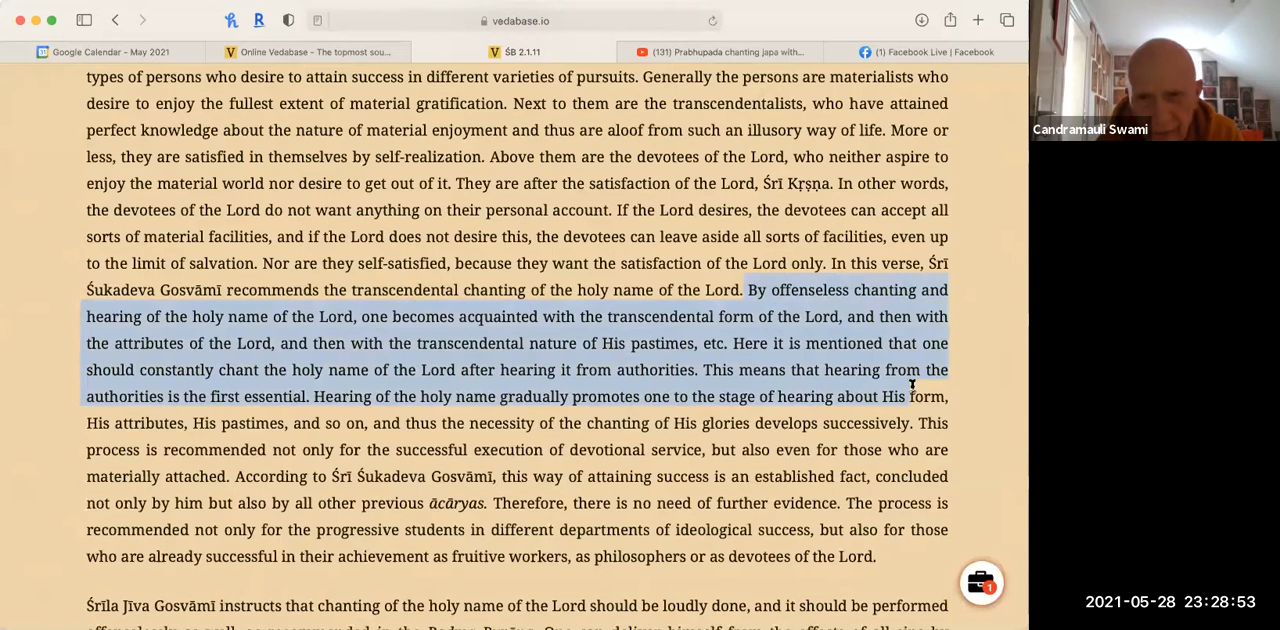 vedabase.io
Google Calendar - May 2021
Online Vedabase - The topmost sou...
ŚB 2.1.11
(131) Prabhupada chanting japa with...
(1) Facebook Live | Facebook
types of persons who desire to attain success in different varieties of pursuits. Generally the persons are materialists who
desire to enjoy the fullest extent of material gratification. Next to them are the transcendentalists, who have attained
perfect knowledge about the nature of material enjoyment and thus are aloof from such an illusory way of life. More or
less, they are satisfied in themselves by self-realization. Above them are the devotees of the Lord, who neither aspire to
enjoy the material world nor desire to get out of it. They are after the satisfaction of the Lord, Śrī Kṛṣṇa. In other words,
the devotees of the Lord do not want anything on their personal account. If the Lord desires, the devotees can accept all
sorts of material facilities, and if the Lord does not desire this, the devotees can leave aside all sorts of facilities, even up
to the limit of salvation. Nor are they self-satisfied, because they want the satisfaction of the Lord only. In this verse, Śrī
Śukadeva Gosvāmī recommends the transcendental chanting of the holy name of the Lord. By offenseless chanting and
hearing of the holy name of the Lord, one becomes acquainted with the transcendental form of the Lord, and then with
the attributes of the Lord, and then with the transcendental nature of His pastimes, etc. Here it is mentioned that one
should constantly chant the holy name of the Lord after hearing it from authorities. This means that hearing from the
authorities is the first essential. Hearing of the holy name gradually promotes one to the stage of hearing about His form,
His attributes, His pastimes, and so on, and thus the necessity of the chanting of His glories develops successively. This
process is recommended not only for the successful execution of devotional service, but also even for those who are
materially attached. According to Śrī Śukadeva Gosvāmī, this way of attaining success is an established fact, concluded
not only by him but also by all other previous ācāryas. Therefore, there is no need of further evidence. The process is
recommended not only for the progressive students in different departments of ideological success, but also for those
who are already successful in their achievement as fruitive workers, as philosophers or as devotees of the Lord.
Śrīla Jīva Gosvāmī instructs that chanting of the holy name of the Lord should be loudly done, and it should be performed
1
Candramauli Swami
2021-05-28 23:28:53